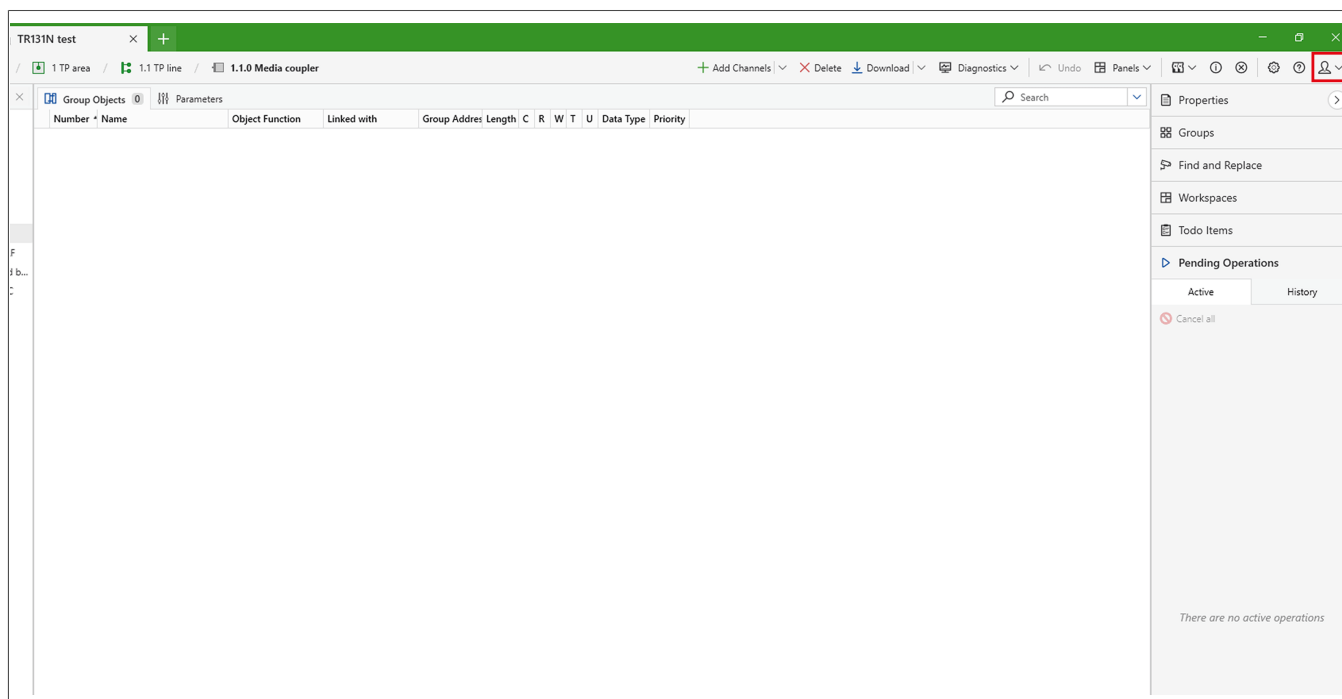 TR131N test
/ 1 TP area / 1.1 TP line / 1.1.0 Media coupler
Add Channels Delete Download Diagnostics Undo Panels
Group Objects 0 Parameters
Search
Number Name Object Function Linked with Group Addres Length C R W T U Data Type Priority
Properties
Groups
Find and Replace
Workspaces
Todo Items
Pending Operations
Active History
Cancel all
There are no active operations
d b...